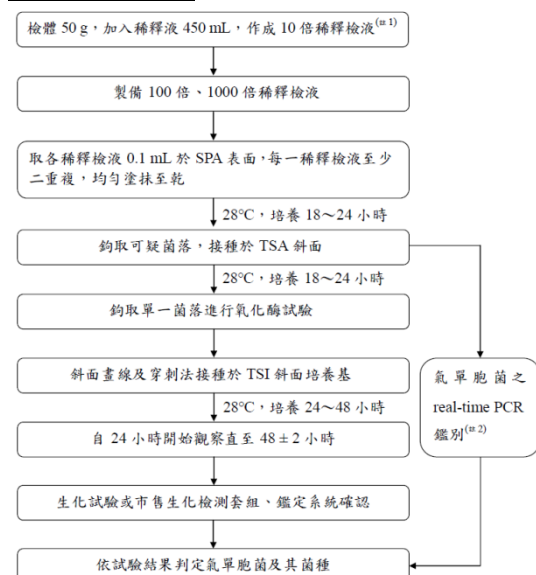 檢體 50 g，加入稀釋液 450 mL，作成 10 倍稀釋檢液(註1)
製備 100 倍、1000 倍稀釋檢液
取各稀釋檢液 0.1 mL 於 SPA 表面，每一稀釋檢液至少
二重複，均勻塗抹至乾
28°C，培養 18～24 小時
鉤取可疑菌落，接種於 TSA 斜面
28°C，培養 18～24 小時
鉤取單一菌落進行氧化酶試驗
斜面畫線及穿刺法接種於 TSI 斜面培養基
28°C，培養 24～48 小時
自 24 小時開始觀察直至 48 ± 2 小時
生化試驗或市售生化檢測套組、鑑定系統確認
依試驗結果判定氣單胞菌及其菌種
氣單胞菌之
real-time PCR
鑑別(註2)